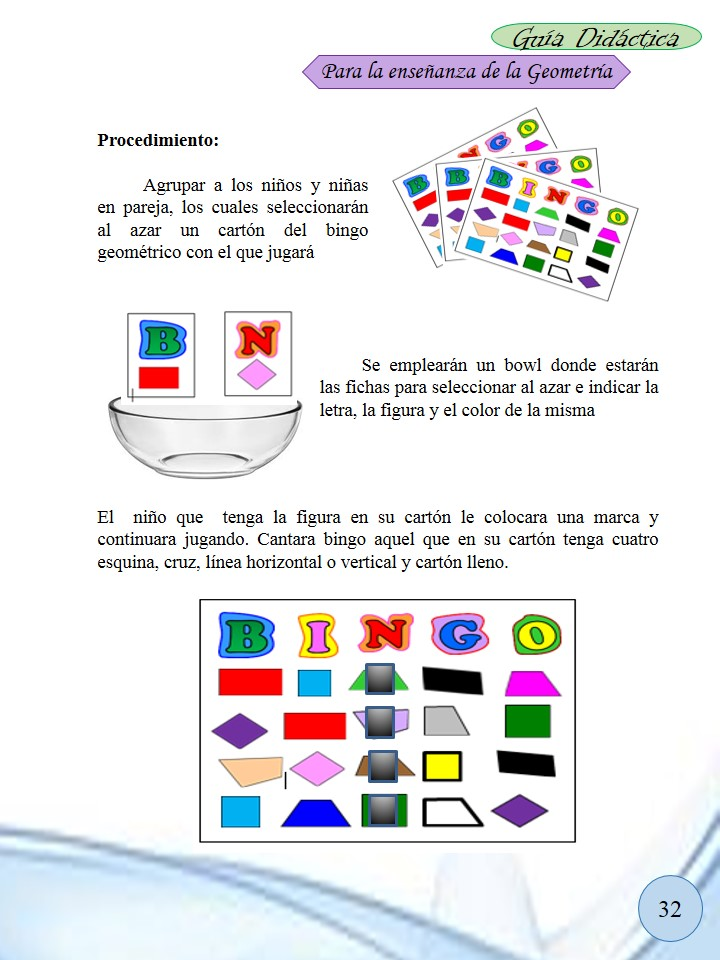 Guía Didáctica
Para la enseñanza de la Geometría
Procedimiento:
Agrupar a los niños y niñas
en pareja, los cuales seleccionarán
al azar un cartón del bingo
geométrico con el que jugará
B I N G O
B N
Se emplearán un bowl donde estarán
las fichas para seleccionar al azar e indicar la
letra, la figura y el color de la misma
El niño que tenga la figura en su cartón le colocara una marca y
continuara jugando. Cantara bingo aquel que en su cartón tenga cuatro
esquina, cruz, línea horizontal o vertical y cartón lleno.
B I N G O
32